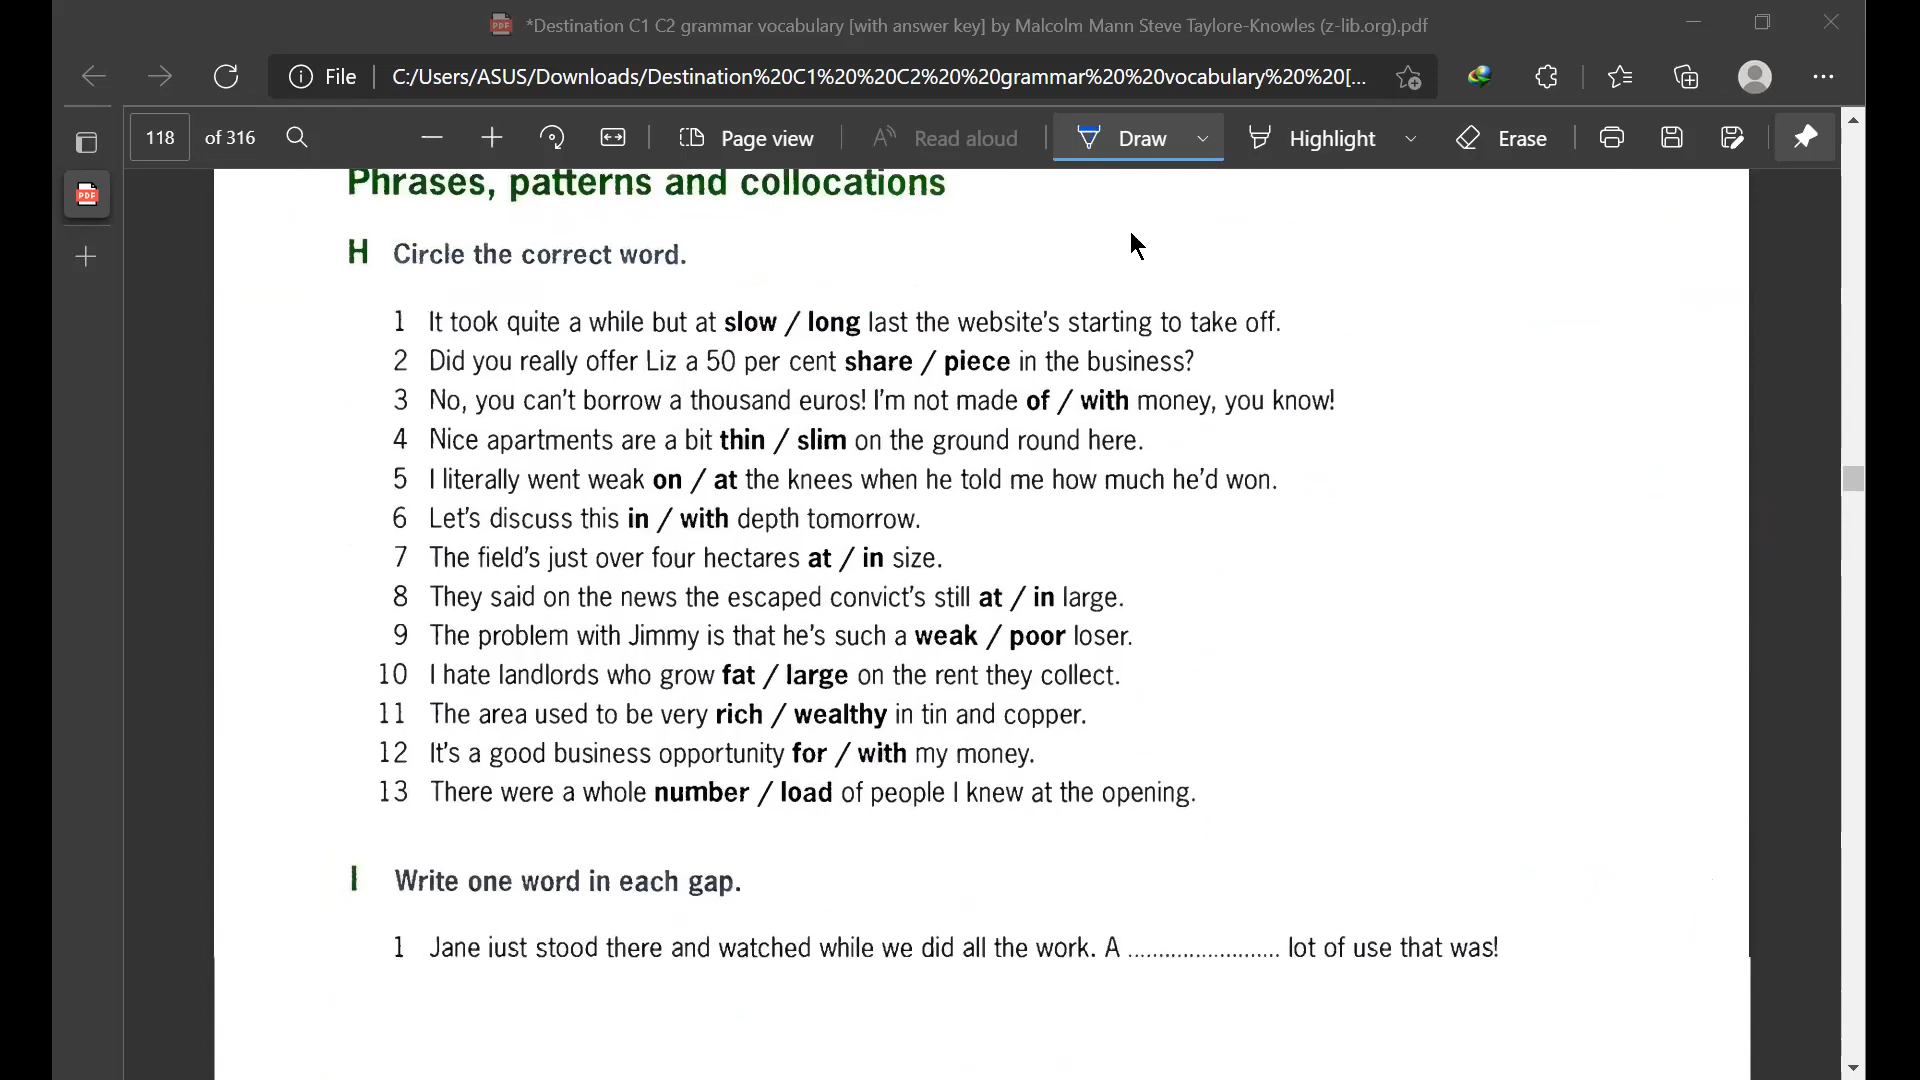 *Destination C1 C2 grammar vocabulary [with answer key] by Malcolm Mann Steve Taylore-Knowles (z-lib.org).pdf
File C:/Users/ASUS/Downloads/Destination%20C1%20%20C2%20%20grammar%20%20vocabulary%20%20[...
118 of 316 Page view Read aloud Draw Highlight Erase
Phrases, patterns and collocations
H Circle the correct word.
1 It took quite a while but at slow / long last the website's starting to take off.
2 Did you really offer Liz a 50 per cent share / piece in the business?
3 No, you can't borrow a thousand euros! I'm not made of / with money, you know!
4 Nice apartments are a bit thin / slim on the ground round here.
5 I literally went weak on / at the knees when he told me how much he'd won.
6 Let's discuss this in / with depth tomorrow.
7 The field's just over four hectares at / in size.
8 They said on the news the escaped convict's still at / in large.
9 The problem with Jimmy is that he's such a weak / poor loser.
10 I hate landlords who grow fat / large on the rent they collect.
11 The area used to be very rich / wealthy in tin and copper.
12 It's a good business opportunity for / with my money.
13 There were a whole number / load of people I knew at the opening.
I Write one word in each gap.
1 Jane just stood there and watched while we did all the work. A ........................ lot of use that was!